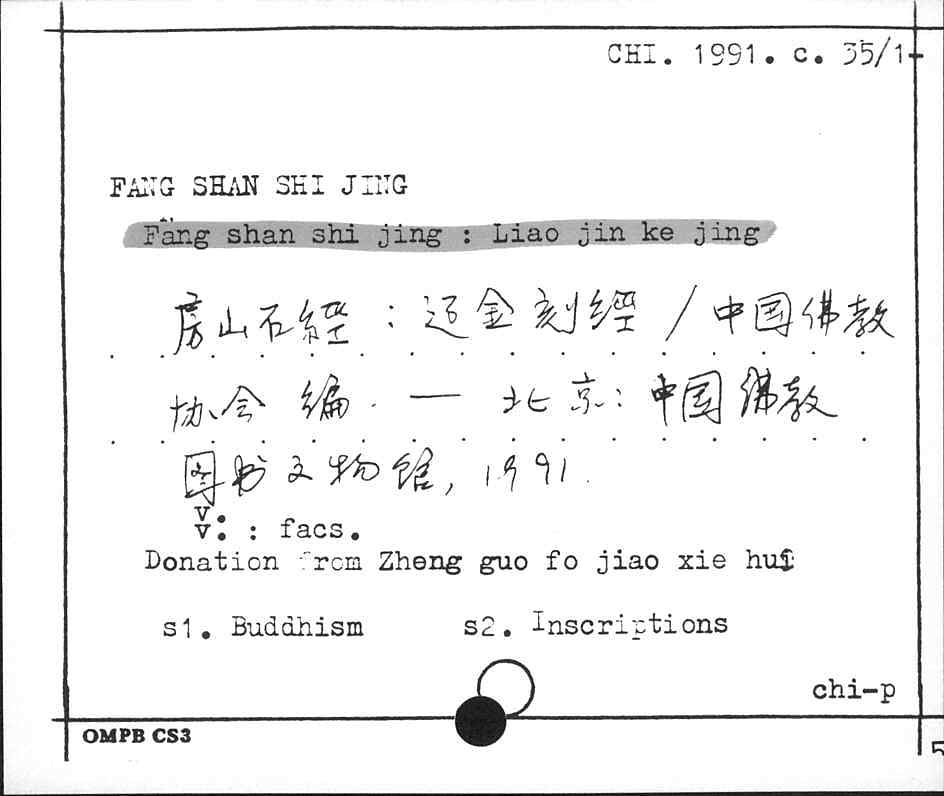 CHI. 1991. c. 35/1-
FANG SHAN SHI JING
Fang shan shi jing : Liao jin ke jing
房山石經 : 辽金刻經 / 中国佛教
协会 编. — 北京: 中国佛教
图书文物馆, 1991.
v.
v. : facs.
Donation from Zheng guo fo jiao xie hui
s1. Buddhism s2. Inscriptions
chi-p
OMPB CS3
5